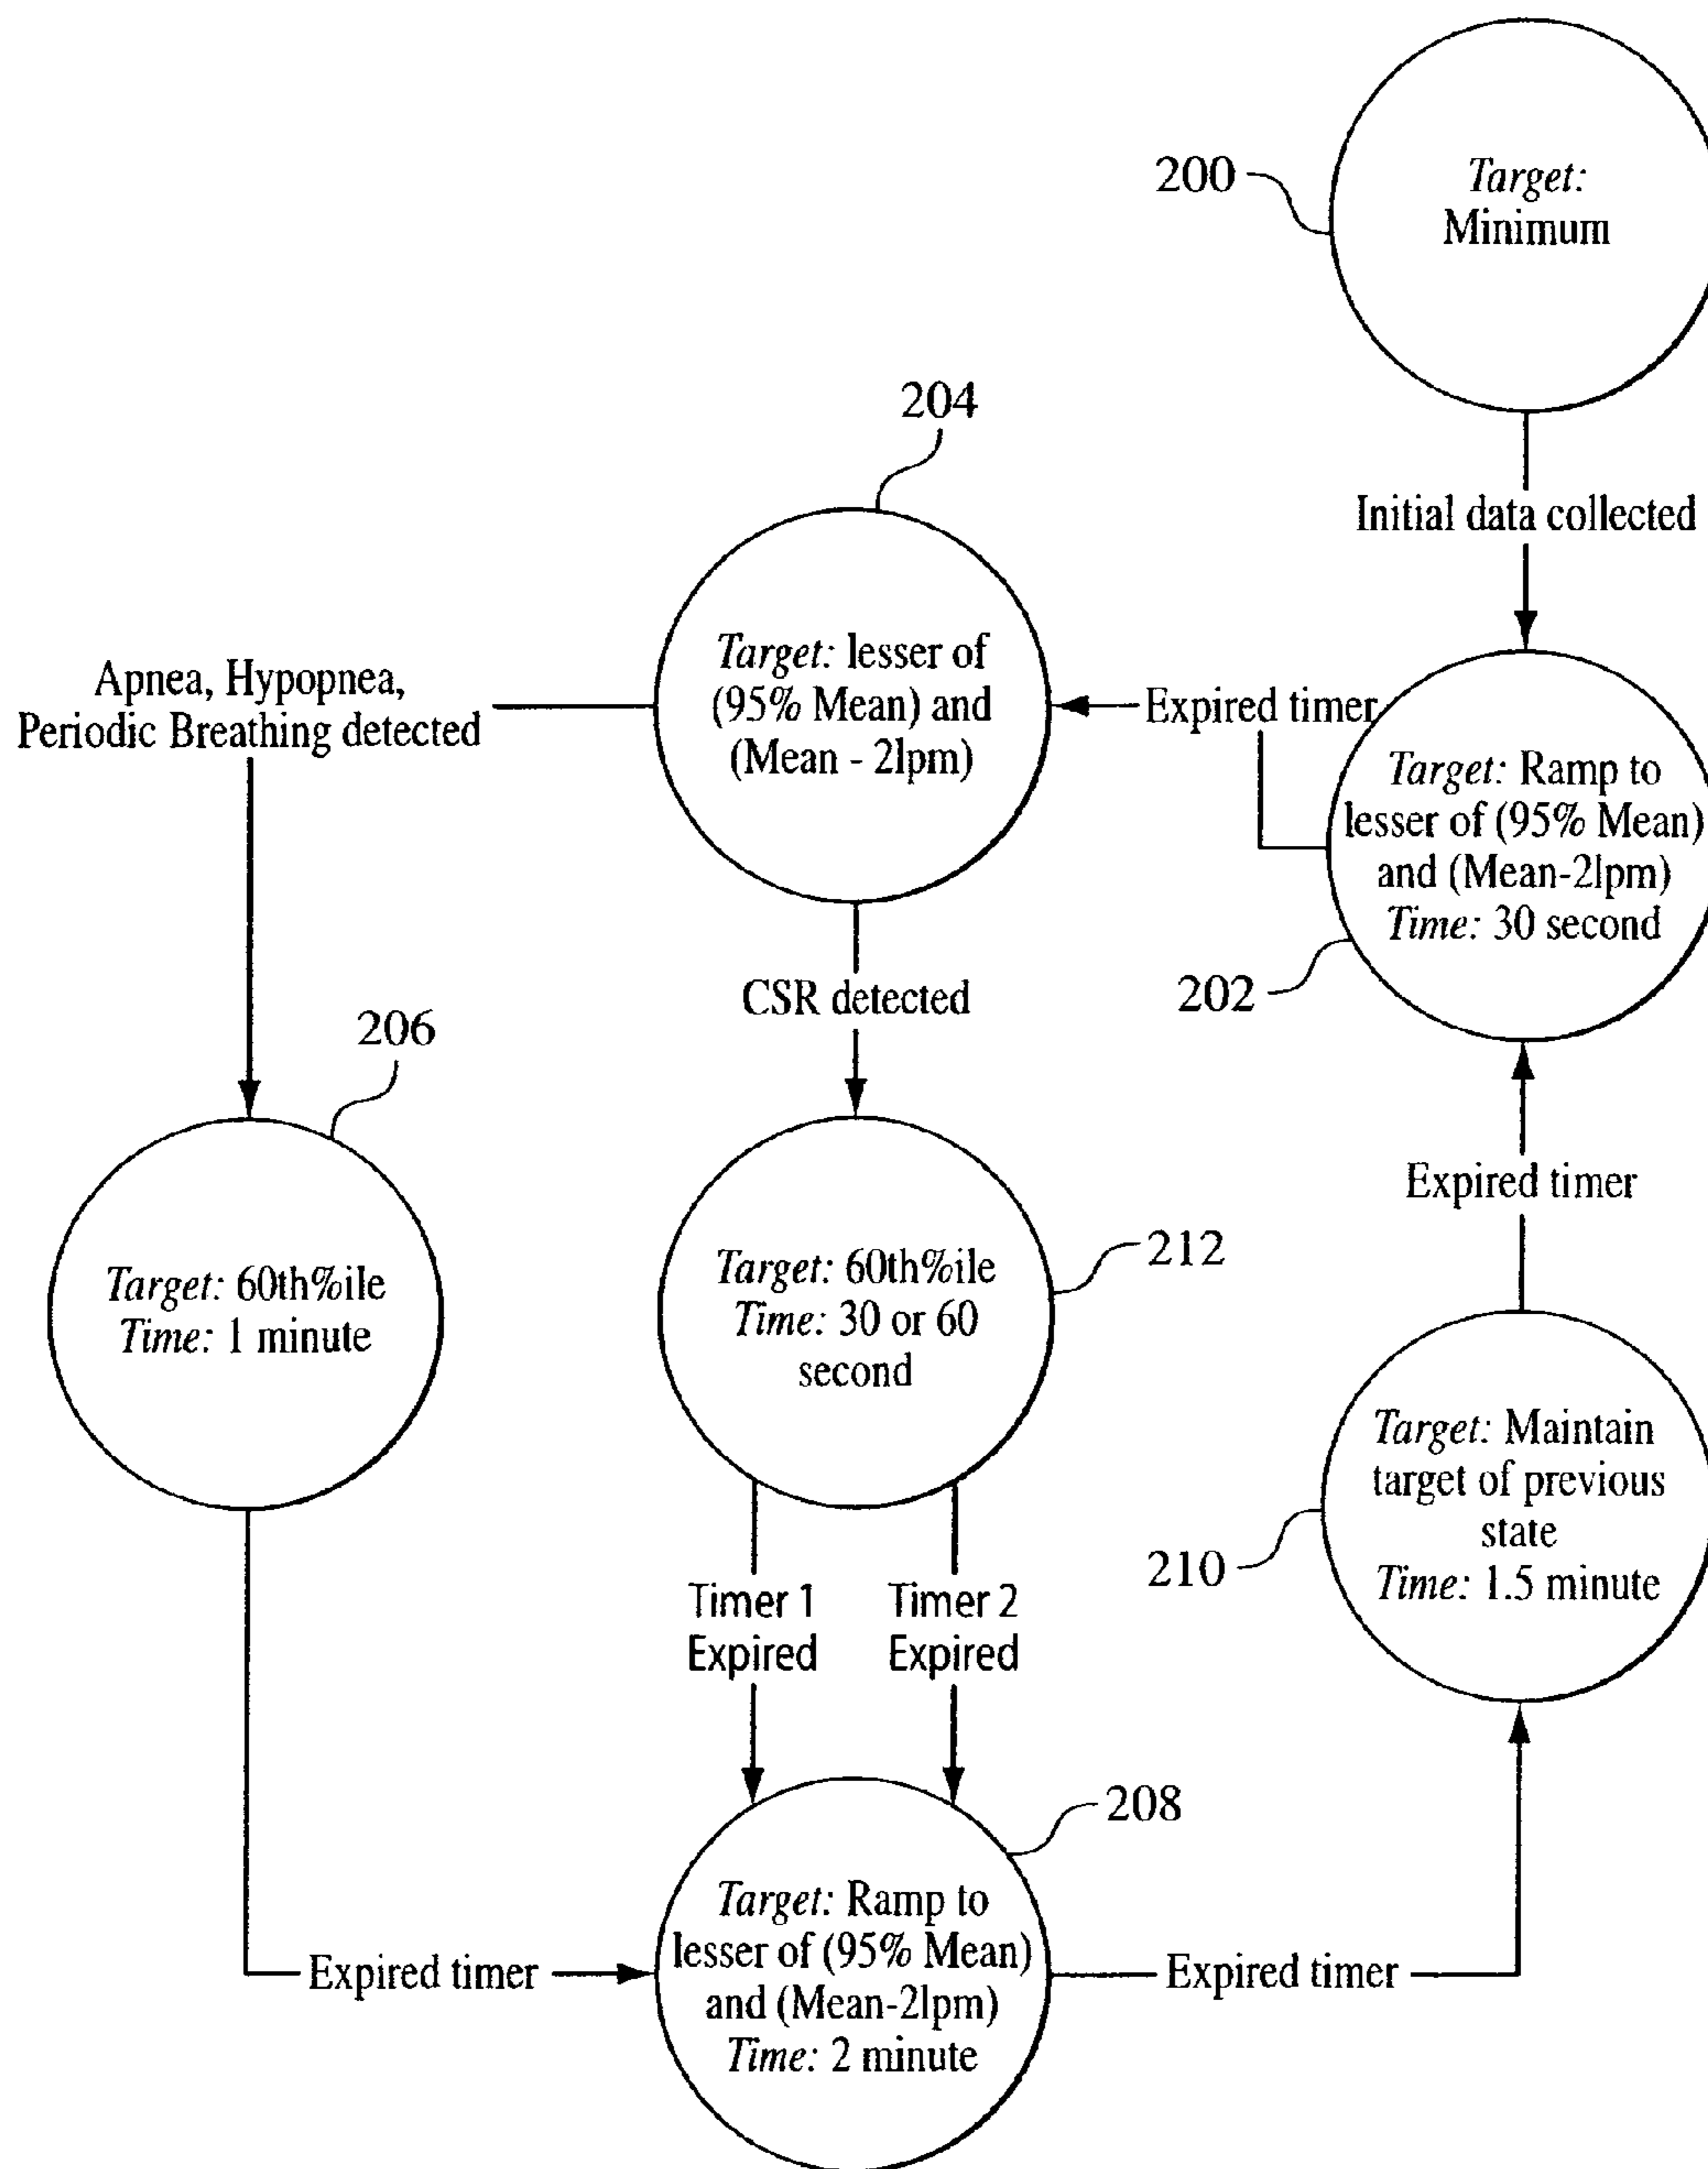 200
Target:
Minimum
Initial data collected
204
Target: lesser of
(95% Mean) and
(Mean - 2lpm)
Expired timer
Target: Ramp to
lesser of (95% Mean)
and (Mean-2lpm)
Time: 30 second
202
Apnea, Hypopnea,
Periodic Breathing detected
CSR detected
206
Target: 60th%ile
Time: 1 minute
212
Target: 60th%ile
Time: 30 or 60
second
Expired timer
Target: Maintain
target of previous
state
Time: 1.5 minute
210
Timer 1
Expired
Timer 2
Expired
208
Target: Ramp to
lesser of (95% Mean)
and (Mean-2lpm)
Time: 2 minute
Expired timer
Expired timer